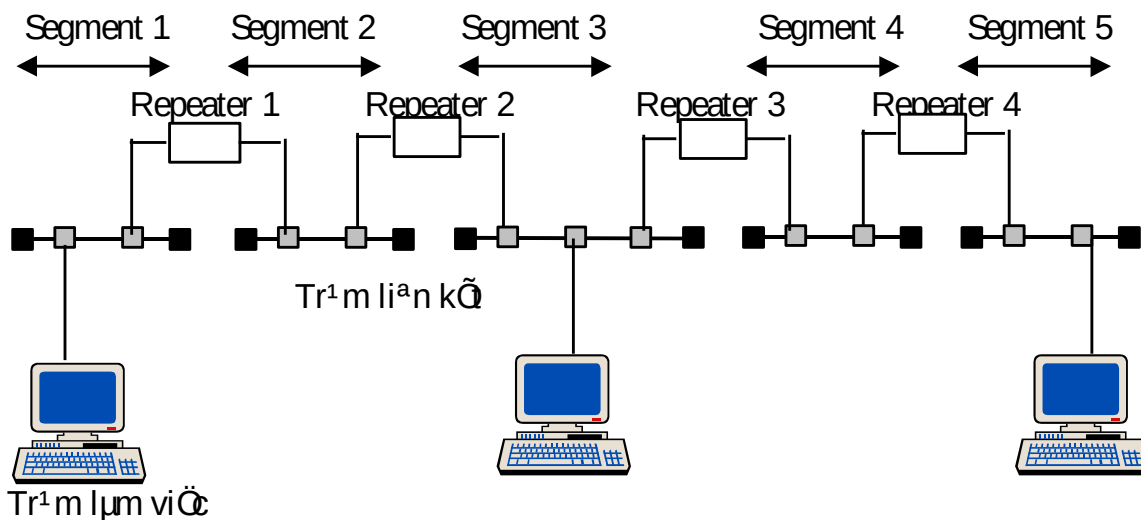 Segment 1 Segment 2 Segment 3 Segment 4 Segment 5
Repeater 1 Repeater 2 Repeater 3 Repeater 4
Tr¹m liªn kÕt
Tr¹m lµm viÖc